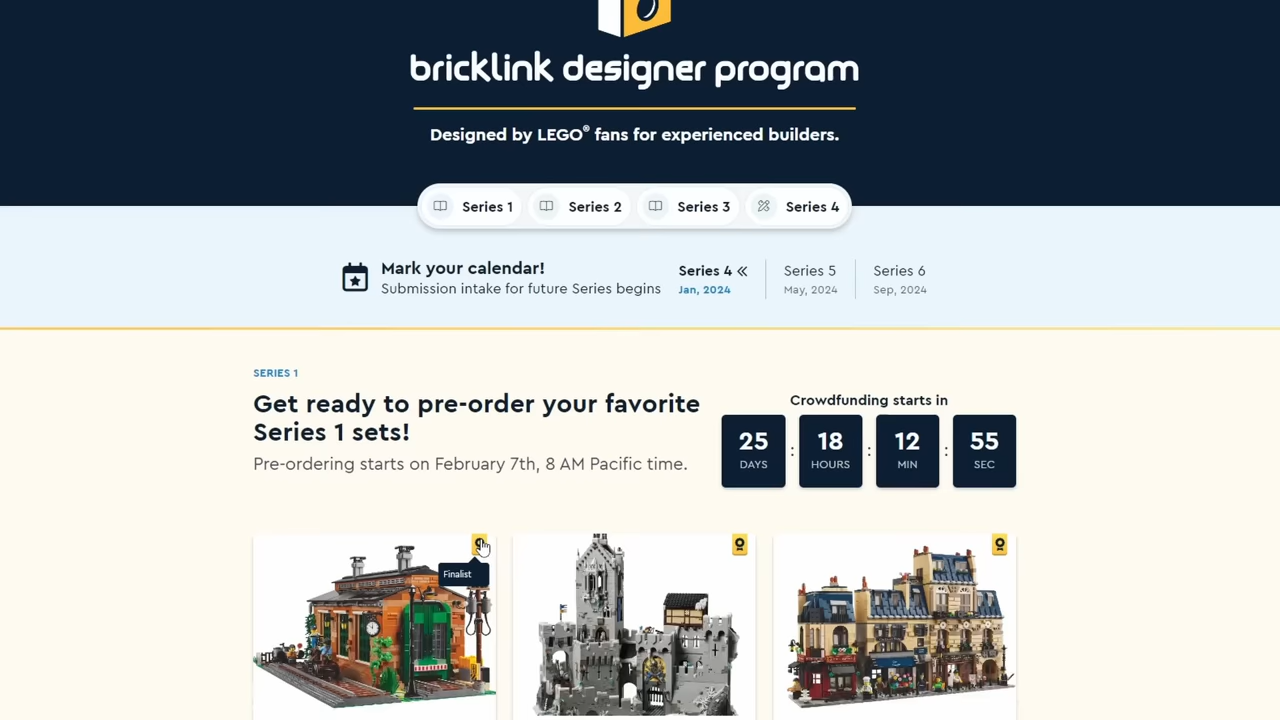 bricklink designer program
Designed by LEGO® fans for experienced builders.
Series 1
Series 2
Series 3
Series 4
Mark your calendar!
Submission intake for future Series begins
Series 4 «
Jan, 2024
Series 5
May, 2024
Series 6
Sep, 2024
SERIES 1
Get ready to pre-order your favorite
Series 1 sets!
Pre-ordering starts on February 7th, 8 AM Pacific time.
Crowdfunding starts in
25 : 18 : 12 : 55
DAYS HOURS MIN SEC
Finalist